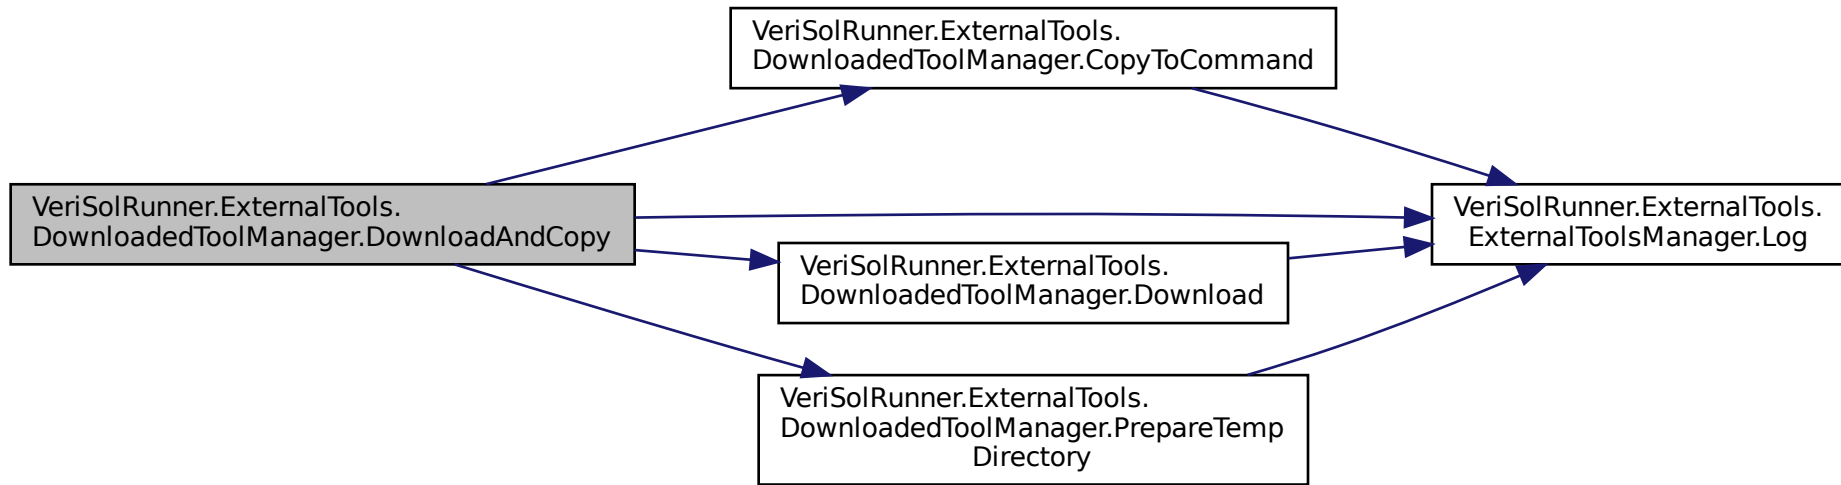 VeriSolRunner.ExternalTools.
DownloadedToolManager.CopyToCommand
VeriSolRunner.ExternalTools.
DownloadedToolManager.DownloadAndCopy
VeriSolRunner.ExternalTools.
ExternalToolsManager.Log
VeriSolRunner.ExternalTools.
DownloadedToolManager.Download
VeriSolRunner.ExternalTools.
DownloadedToolManager.PrepareTemp
Directory